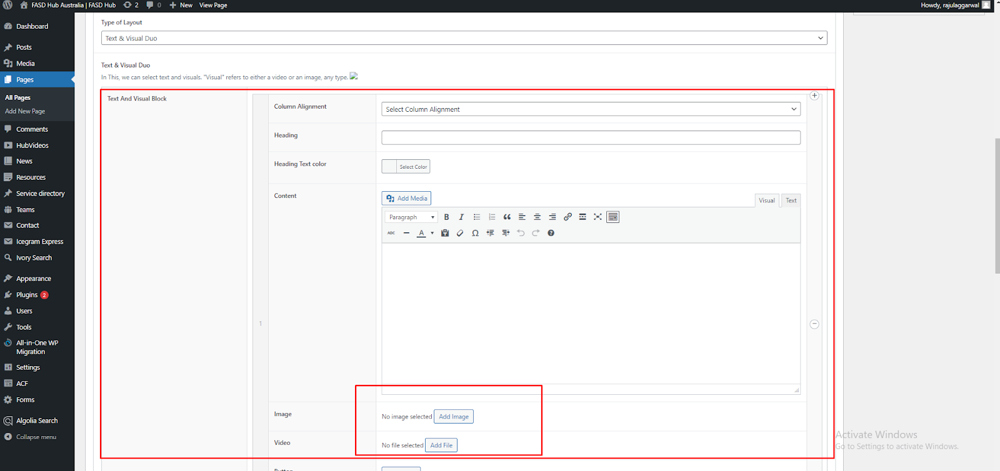 FASD Hub Australia | FASD Hub 2 0 New View Page Howdy, rajulaggarwal
Dashboard
Posts
Media
Pages
All Pages
Add New Page
Comments
HubVideos
News
Resources
Service directory
Teams
Contact
Icegram Express
Ivory Search
Appearance
Plugins 2
Users
Tools
All-in-One WP
Migration
Settings
ACF
Forms
Algolia Search
Collapse menu
Type of Layout
Text & Visual Duo
Text & Visual Duo
In This, we can select text and visuals. "Visual" refers to either a video or an image, any type.
Text And Visual Block
1
Column Alignment
Select Column Alignment
Heading
Heading Text color
Select Color
Content
Add Media
Visual Text
Paragraph B I
ABC A Ω
Image
No image selected Add Image
Video
No file selected Add File
Button
Activate Windows
Go to Settings to activate Windows.